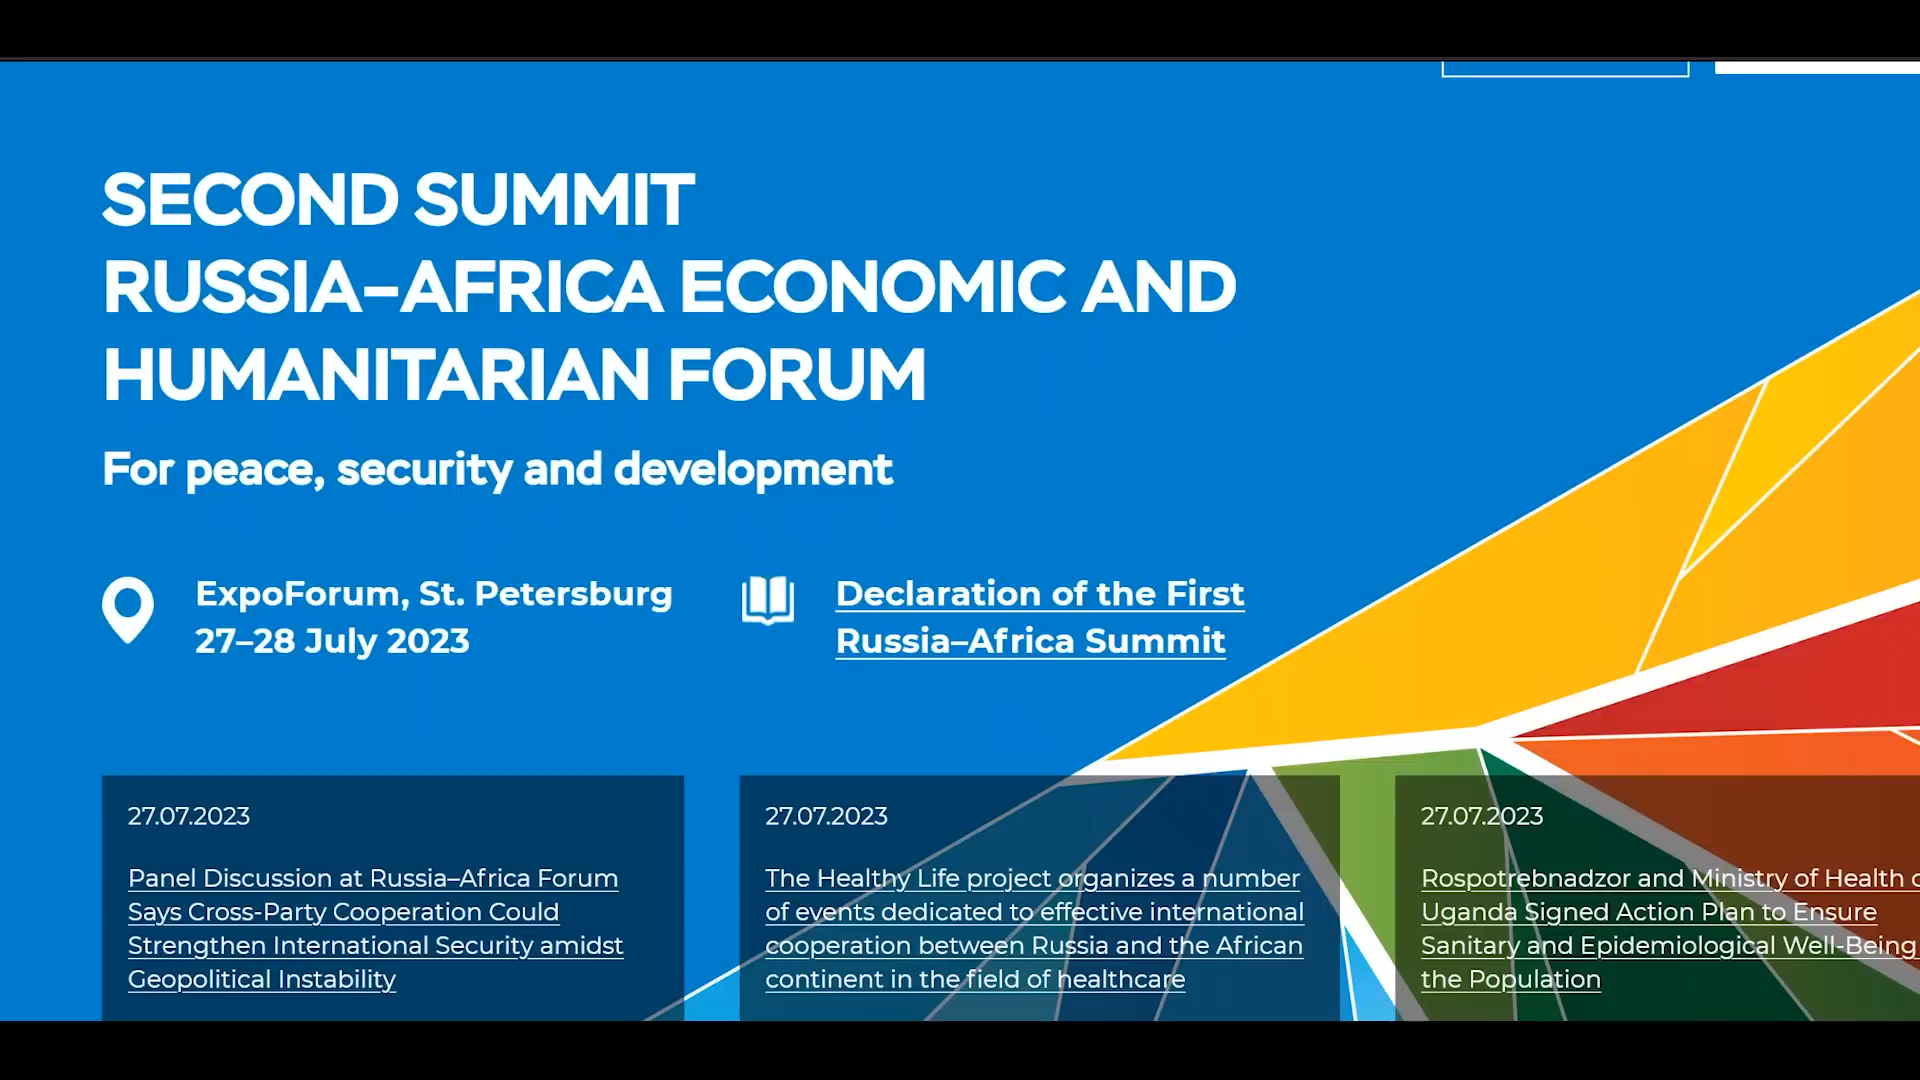 SECOND SUMMIT
RUSSIA–AFRICA ECONOMIC AND
HUMANITARIAN FORUM
For peace, security and development
ExpoForum, St. Petersburg
27–28 July 2023
Declaration of the First
Russia–Africa Summit
27.07.2023
Panel Discussion at Russia–Africa Forum
Says Cross-Party Cooperation Could
Strengthen International Security amidst
Geopolitical Instability
27.07.2023
The Healthy Life project organizes a number
of events dedicated to effective international
cooperation between Russia and the African
continent in the field of healthcare
27.07.2023
Rospotrebnadzor and Ministry of Health
Uganda Signed Action Plan to Ensure
Sanitary and Epidemiological Well-Being
the Population